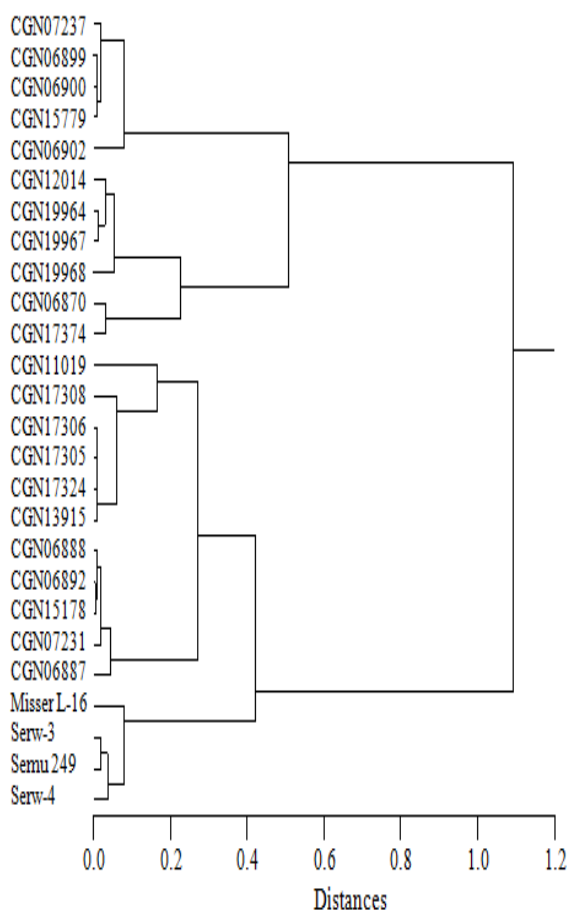 CGN07237
CGN06899
CGN06900
CGN15779
CGN06902
CGN12014
CGN19964
CGN19967
CGN19968
CGN06870
CGN17374
CGN11019
CGN17308
CGN17306
CGN17305
CGN17324
CGN13915
CGN06888
CGN06892
CGN15178
CGN07231
CGN06887
Misser L-16
Serw-3
Semu 249
Serw-4
0.0 0.2 0.4 0.6 0.8 1.0 1.2
Distances